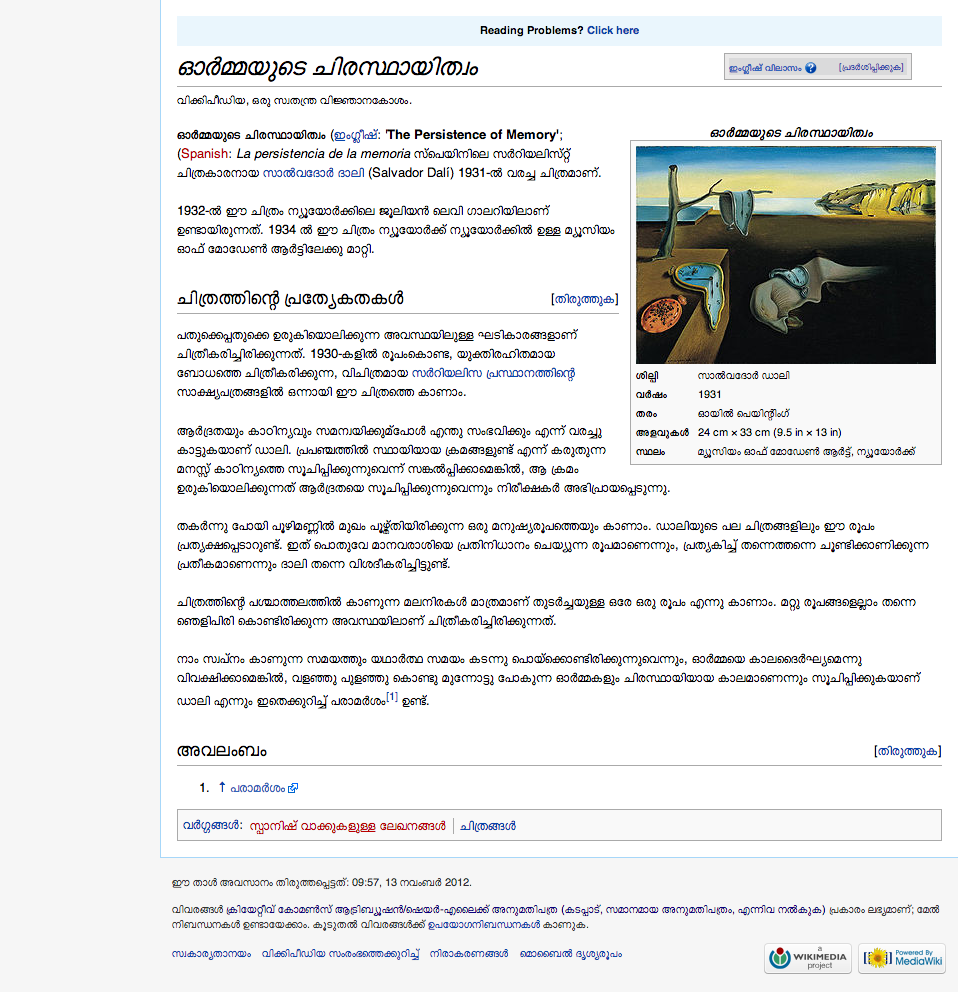 Reading Problems? Click here
ഓർമ്മയുടെ ചിരസ്ഥായിത്വം
ഇംഗ്ലീഷ് വിലാസം [പ്രദർശിപ്പിക്കുക]
വിക്കിപീഡിയ, ഒരു സ്വതന്ത്ര വിജ്ഞാനകോശം.
ഓർമ്മയുടെ ചിരസ്ഥായിത്വം (ഇംഗ്ലീഷ്: 'The Persistence of Memory';
(Spanish: La persistencia de la memoria സ്പെയിനിലെ സർറിയലിസ്റ്റ്
ചിത്രകാരനായ സാൽവദോർ ദാലി (Salvador Dalí) 1931-ൽ വരച്ച ചിത്രമാണ്.
1932-ൽ ഈ ചിത്രം ന്യൂയോർക്കിലെ ജൂലിയൻ ലെവി ഗാലറിയിലാണ്
ഉണ്ടായിരുന്നത്. 1934 ൽ ഈ ചിത്രം ന്യൂയോർക്ക് ന്യൂയോർക്കിൽ ഉള്ള മ്യൂസിയം
ഓഫ് മോഡേൺ ആർട്ടിലേക്കു മാറ്റി.
ഓർമ്മയുടെ ചിരസ്ഥായിത്വം
ശില്പി സാൽവദോർ ഡാലി
വർഷം 1931
തരം ഓയിൽ പെയിന്റിംഗ്
അളവുകൾ 24 cm × 33 cm (9.5 in × 13 in)
സ്ഥലം മ്യൂസിയം ഓഫ് മോഡേൺ ആർട്ട്, ന്യൂയോർക്ക്
ചിത്രത്തിന്റെ പ്രത്യേകതകൾ [തിരുത്തുക]
പതുക്കെപ്പതുക്കെ ഉരുകിയൊലിക്കുന്ന അവസ്ഥയിലുള്ള ഘടികാരങ്ങളാണ്
ചിത്രീകരിച്ചിരിക്കുന്നത്. 1930-കളിൽ രൂപംകൊണ്ട, യുക്തിരഹിതമായ
ബോധത്തെ ചിത്രീകരിക്കുന്ന, വിചിത്രമായ സർറിയലിസ പ്രസ്ഥാനത്തിന്റെ
സാക്ഷ്യപത്രങ്ങളിൽ ഒന്നായി ഈ ചിത്രത്തെ കാണാം.
ആർദ്രതയും കാഠിന്യവും സമന്വയിക്കുമ്പോൾ എന്തു സംഭവിക്കും എന്ന് വരച്ചു
കാട്ടുകയാണ് ഡാലി. പ്രപഞ്ചത്തിൽ സ്ഥായിയായ ക്രമങ്ങളുണ്ട് എന്ന് കരുതുന്ന
മനസ്സ് കാഠിന്യത്തെ സൂചിപ്പിക്കുന്നുവെന്ന് സങ്കൽപ്പിക്കാമെങ്കിൽ, ആ ക്രമം
ഉരുകിയൊലിക്കുന്നത് ആർദ്രതയെ സൂചിപ്പിക്കുന്നുവെന്നും നിരീക്ഷകർ അഭിപ്രായപ്പെടുന്നു.
തകർന്നു പോയി പൂഴിമണ്ണിൽ മുഖം പൂഴ്ത്തിയിരിക്കുന്ന ഒരു മനുഷ്യരൂപത്തെയും കാണാം. ഡാലിയുടെ പല ചിത്രങ്ങളിലും ഈ രൂപം
പ്രത്യക്ഷപ്പെടാറുണ്ട്. ഇത് പൊതുവേ മാനവരാശിയെ പ്രതിനിധാനം ചെയ്യുന്ന രൂപമാണെന്നും, പ്രത്യകിച്ച് തന്നെത്തന്നെ ചൂണ്ടിക്കാണിക്കുന്ന
പ്രതീകമാണെന്നും ദാലി തന്നെ വിശദീകരിച്ചിട്ടുണ്ട്.
ചിത്രത്തിന്റെ പശ്ചാത്തലത്തിൽ കാണുന്ന മലനിരകൾ മാത്രമാണ് തുടർച്ചയുള്ള ഒരേ ഒരു രൂപം എന്നു കാണാം. മറ്റു രൂപങ്ങളെല്ലാം തന്നെ
ഞെളിപിരി കൊണ്ടിരിക്കുന്ന അവസ്ഥയിലാണ് ചിത്രീകരിച്ചിരിക്കുന്നത്.
നാം സ്വപ്നം കാണുന്ന സമയത്തും യഥാർത്ഥ സമയം കടന്നു പൊയ്ക്കൊണ്ടിരിക്കുന്നുവെന്നും, ഓർമ്മയെ കാലദൈർഘ്യമെന്നു
വിവക്ഷിക്കാമെങ്കിൽ, വളഞ്ഞു പുളഞ്ഞു കൊണ്ടു മുന്നോട്ടു പോകുന്ന ഓർമ്മകളും ചിരസ്ഥായിയായ കാലമാണെന്നും സൂചിപ്പിക്കുകയാണ്
ഡാലി എന്നും ഇതെക്കുറിച്ച് പരാമർശം[1] ഉണ്ട്.
അവലംബം [തിരുത്തുക]
1. ↑ പരാമർശം
വർഗ്ഗങ്ങൾ: സ്പാനിഷ് വാക്കുകളുള്ള ലേഖനങ്ങൾ | ചിത്രങ്ങൾ
ഈ താൾ അവസാനം തിരുത്തപ്പെട്ടത്: 09:57, 13 നവംബർ 2012.
വിവരങ്ങൾ ക്രിയേറ്റീവ് കോമൺസ് ആട്രിബ്യൂഷൻ/ഷെയർ-എലൈക്ക് അനുമതിപത്ര (കടപ്പാട്, സമാനമായ അനുമതിപത്രം, എന്നിവ നൽകുക) പ്രകാരം ലഭ്യമാണ്; മേൽ
നിബന്ധനകൾ ഉണ്ടായേക്കാം. കൂടുതൽ വിവരങ്ങൾക്ക് ഉപയോഗനിബന്ധനകൾ കാണുക.
സ്വകാര്യതാനയം വിക്കിപീഡിയ സംരംഭത്തെക്കുറിച്ച് നിരാകരണങ്ങൾ മൊബൈൽ ദൃശ്യരൂപം
a WIKIMEDIA project
Powered By MediaWiki